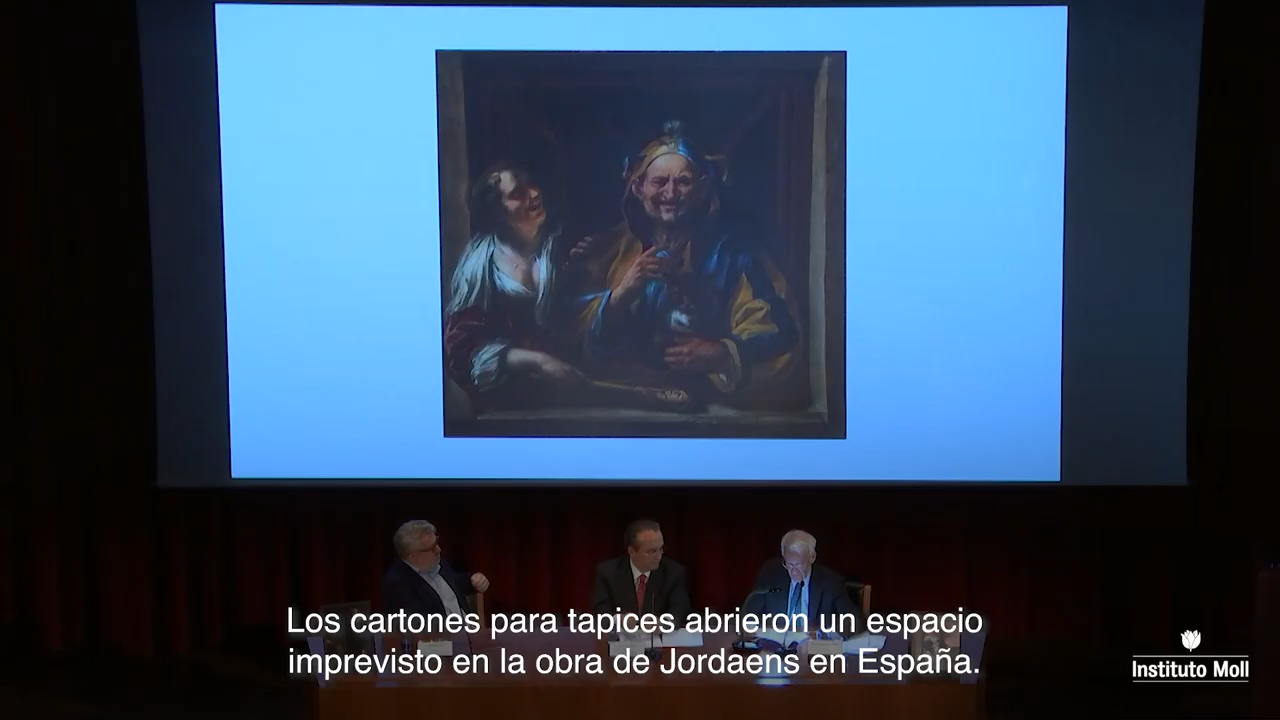 Los cartones para tapices abrieron un espacio
imprevisto en la obra de Jordaens en España.
Instituto Moll